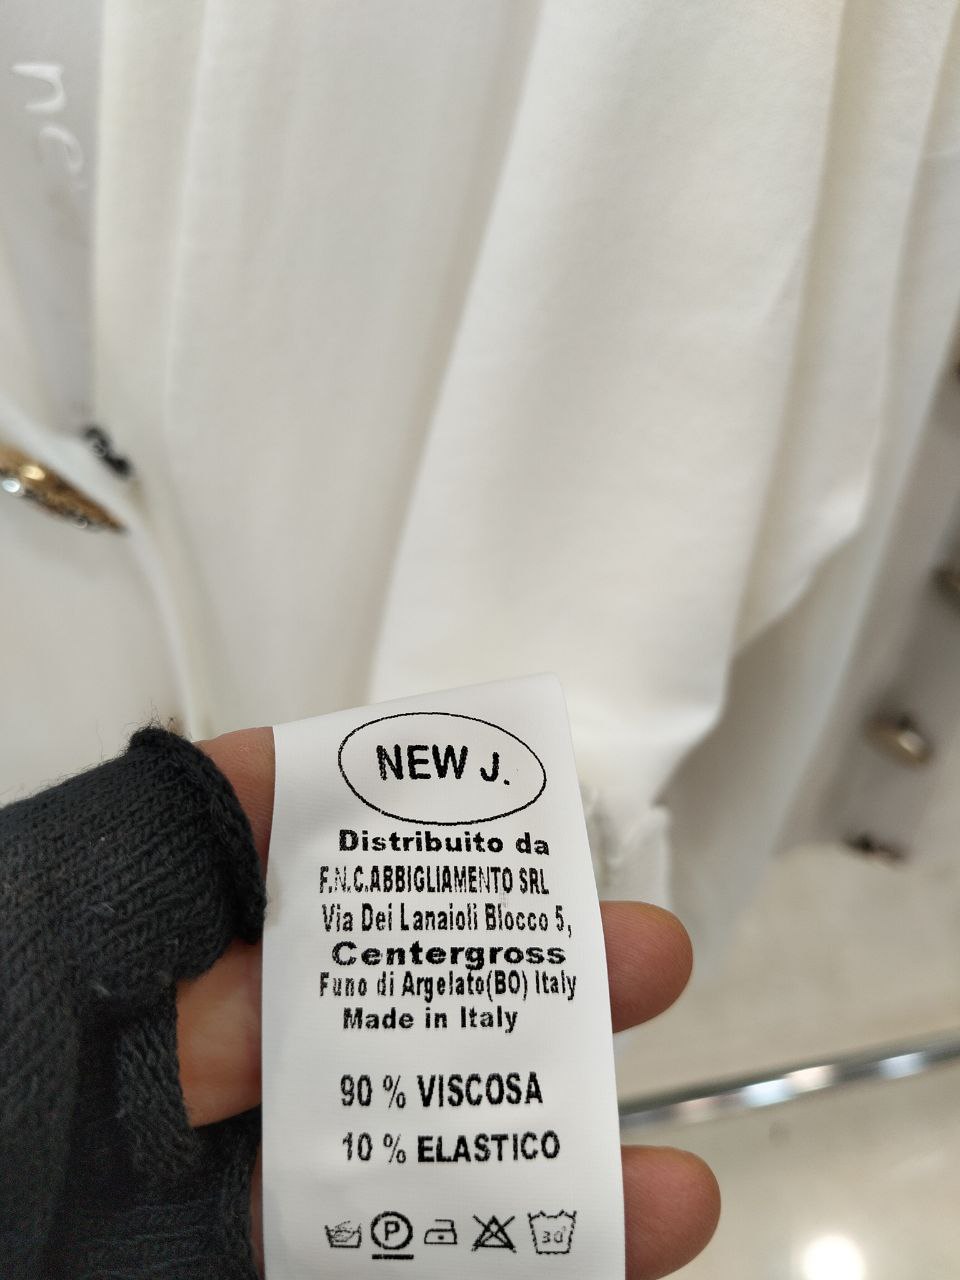 NEW J.
Distribuito da
F.N.C.ABBIGLIAMENTO SRL
Via Dei Lanaioli Blocco 5,
Centergross
Funo di Argelato(BO) Italy
Made in Italy
90 % VISCOSA
10 % ELASTICO
P
30°